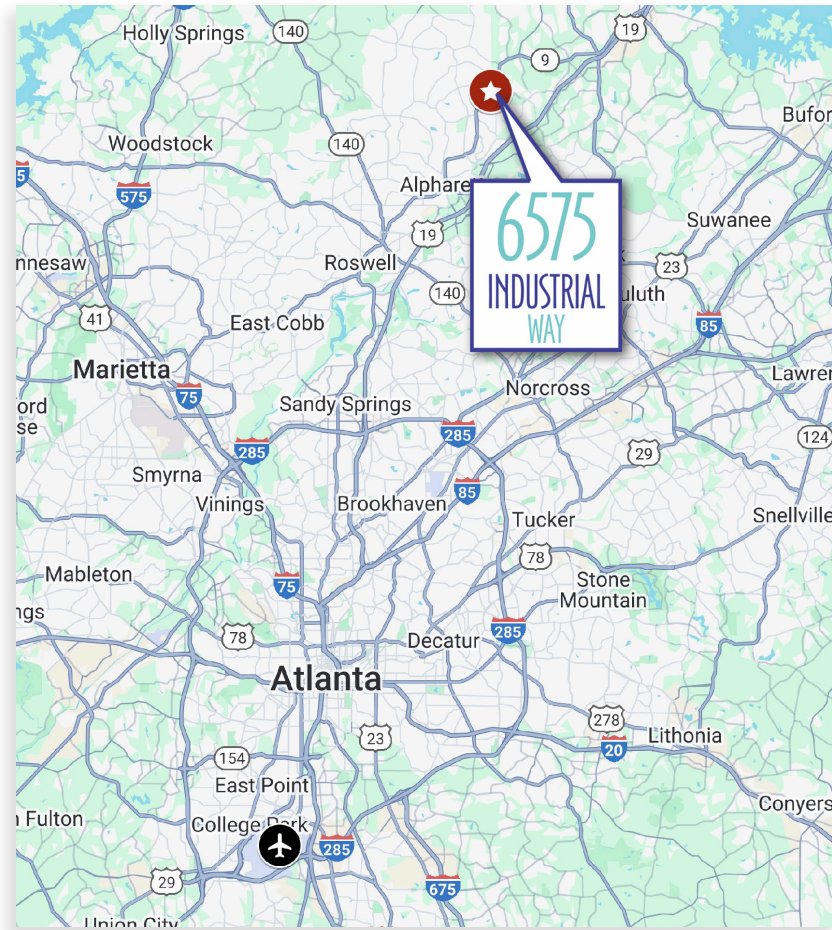 Holly Springs
140
19
9
Bufor
Woodstock
140
5
575
Alphare
6575
INDUSTRIAL
WAY
Suwanee
19
nnesaw
Roswell
k
23
140
uluth
41
East Cobb
85
Marietta
Lawrer
75
Norcross
ord
se
Sandy Springs
285
124
285
29
Smyrna
85
Vinings
Brookhaven
Tucker
Snellville
78
Mableton
75
Stone
Mountain
ngs
78
285
Decatur
Atlanta
278
23
Lithonia
20
154
East Point
Conyers
n Fulton
College Park
285
29
675
Union City